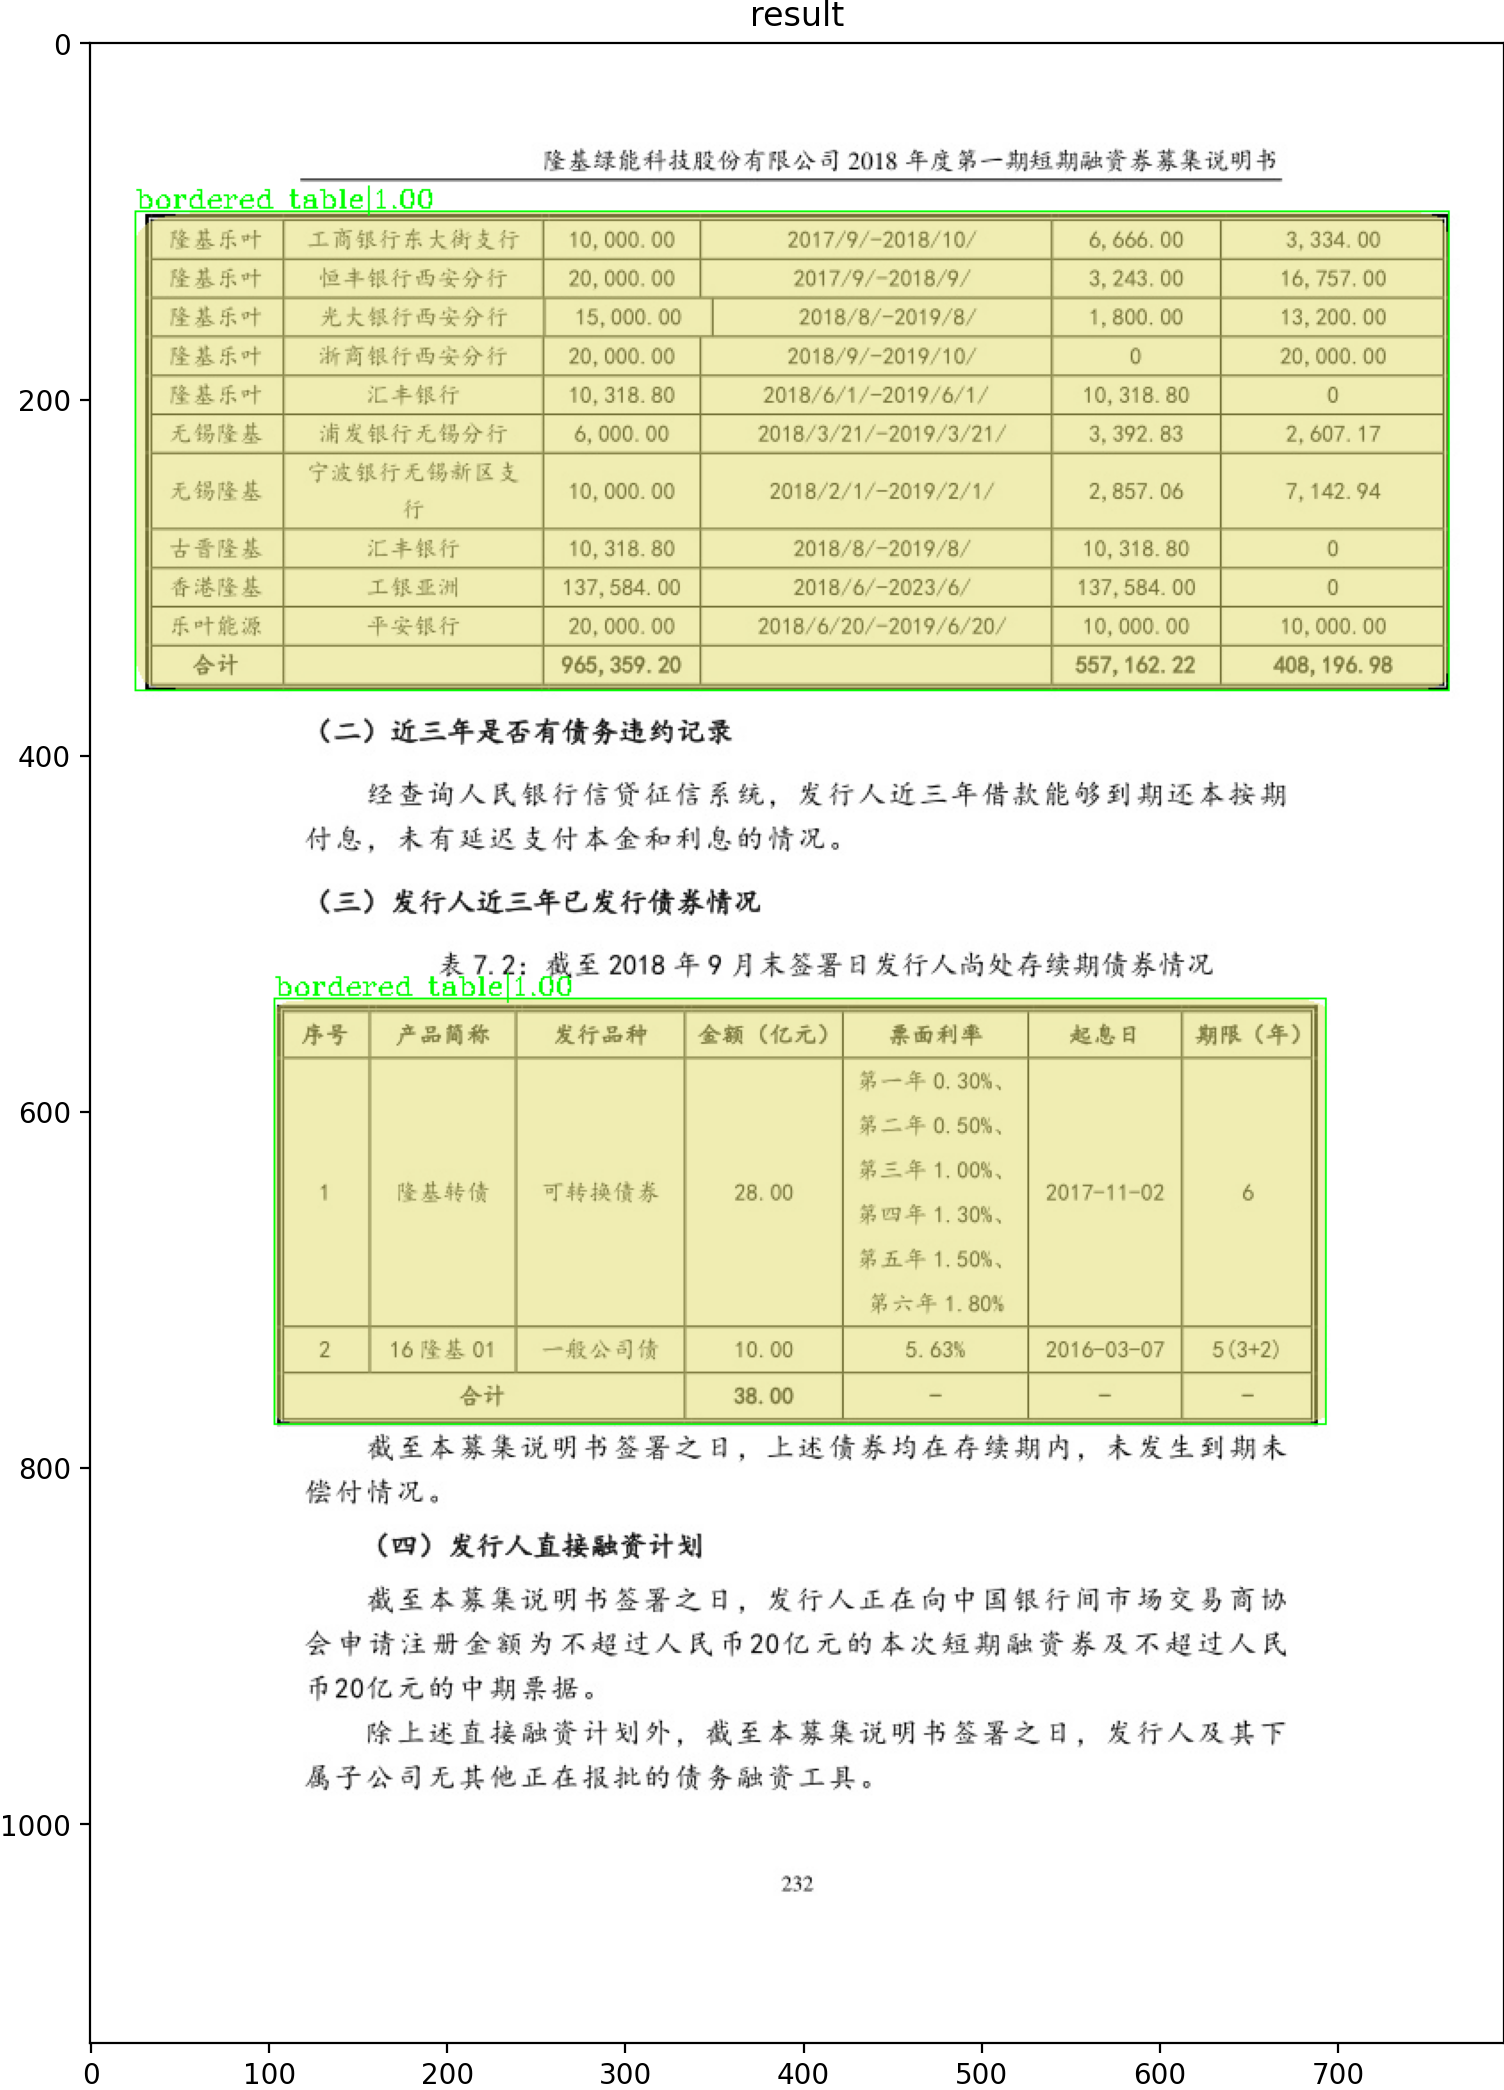 result
隆基绿能科技股份有限公司 2018 年度第一期短期融资券募集说明书
bordered_table|1.00
隆基乐叶 工商银行东大街支行 10,000.00 2017/9/-2018/10/ 6,666.00 3,334.00
隆基乐叶 恒丰银行西安分行 20,000.00 2017/9/-2018/9/ 3,243.00 16,757.00
隆基乐叶 光大银行西安分行 15,000.00 2018/8/-2019/8/ 1,800.00 13,200.00
隆基乐叶 浙商银行西安分行 20,000.00 2018/9/-2019/10/ 0 20,000.00
隆基乐叶 汇丰银行 10,318.80 2018/6/1/-2019/6/1/ 10,318.80 0
无锡隆基 浦发银行无锡分行 6,000.00 2018/3/21/-2019/3/21/ 3,392.83 2,607.17
无锡隆基 宁波银行无锡新区支 10,000.00 2018/2/1/-2019/2/1/ 2,857.06 7,142.94
行
古晋隆基 汇丰银行 10,318.80 2018/8/-2019/8/ 10,318.80 0
香港隆基 工银亚洲 137,584.00 2018/6/-2023/6/ 137,584.00 0
乐叶能源 平安银行 20,000.00 2018/6/20/-2019/6/20/ 10,000.00 10,000.00
合计 965,359.20 557,162.22 408,196.98
（二）近三年是否有债务违约记录
经查询人民银行信贷征信系统，发行人近三年借款能够到期还本按期
付息，未有延迟支付本金和利息的情况。
（三）发行人近三年已发行债券情况
表 7.2：截至 2018 年 9 月末签署日发行人尚处存续期债券情况
bordered_table|1.00
序号 产品简称 发行品种 金额（亿元） 票面利率 起息日 期限（年）
第一年 0.30%、
第二年 0.50%、
第三年 1.00%、
1 隆基转债 可转换债券 28.00 2017-11-02 6
第四年 1.30%、
第五年 1.50%、
第六年 1.80%
2 16 隆基 01 一般公司债 10.00 5.63% 2016-03-07 5(3+2)
合计 38.00 - - -
截至本募集说明书签署之日，上述债券均在存续期内，未发生到期未
偿付情况。
（四）发行人直接融资计划
截至本募集说明书签署之日，发行人正在向中国银行间市场交易商协
会申请注册金额为不超过人民币20亿元的本次短期融资券及不超过人民
币20亿元的中期票据。
除上述直接融资计划外，截至本募集说明书签署之日，发行人及其下
属子公司无其他正在报批的债务融资工具。
232
0
200
400
600
800
1000
0 100 200 300 400 500 600 700